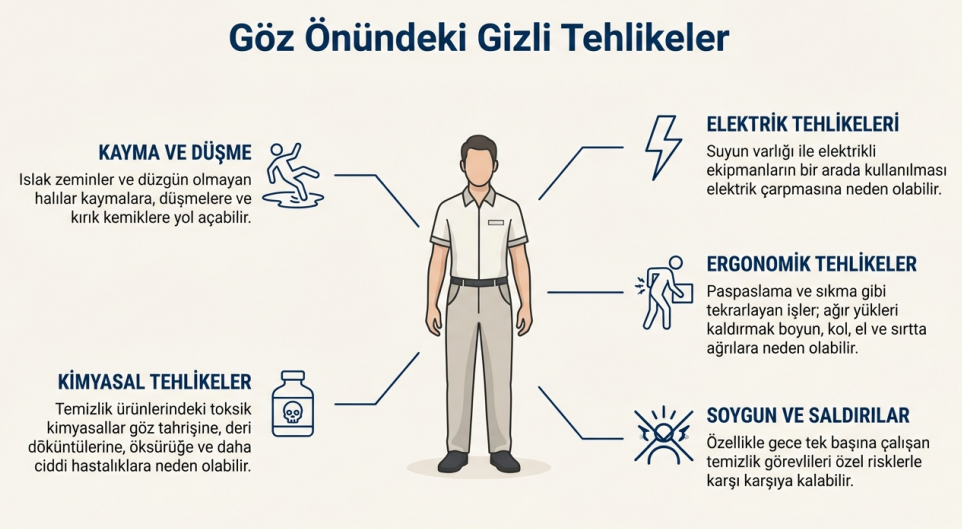 Göz Önündeki Gizli Tehlikeler
KAYMA VE DÜŞME
Islak zeminler ve düzgün olmayan
halılar kaymalara, düşmelere ve
kırık kemiklere yol açabilir.
KİMYASAL TEHLİKELER
Temizlik ürünlerindeki toksik
kimyasallar göz tahrişine, deri
döküntülerine, öksürüğe ve daha
ciddi hastalıklara neden olabilir.
ELEKTRİK TEHLİKELERİ
Suyun varlığı ile elektrikli
ekipmanların bir arada kullanılması
elektrik çarpmasına neden olabilir.
ERGONOMİK TEHLİKELER
Paspaslama ve sıkma gibi
tekrarlayan işler; ağır yükleri
kaldırmak boyun, kol, el ve sırtta
ağrılara neden olabilir.
SOYGUN VE SALDIRILAR
Özellikle gece tek başına çalışan
temizlik görevlileri özel risklerle
karşı karşıya kalabilir.